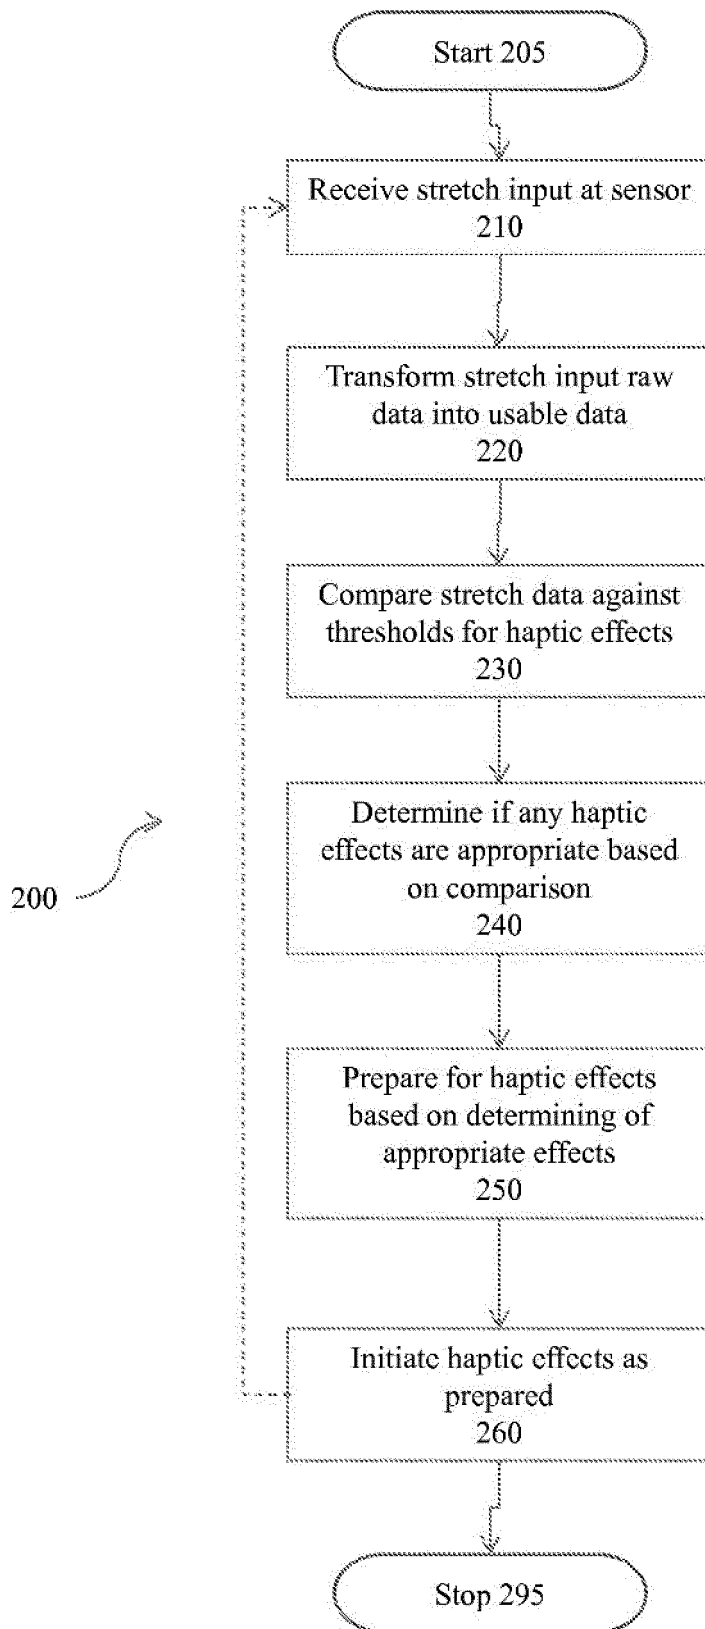 Start 205
Receive stretch input at sensor
210
Transform stretch input raw
data into usable data
220
Compare stretch data against
thresholds for haptic effects
230
Determine if any haptic
effects are appropriate based
on comparison
240
200
Prepare for haptic effects
based on determining of
appropriate effects
250
Initiate haptic effects as
prepared
260
Stop 295